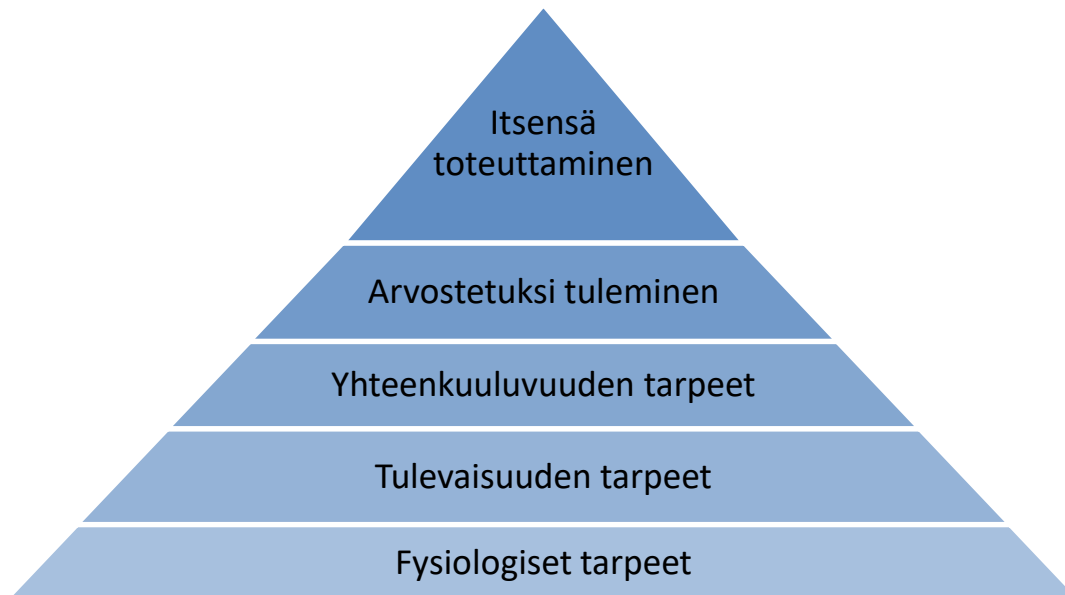 Itsensä
toteuttaminen
Arvostetuksi tuleminen
Yhteenkuuluvuuden tarpeet
Tulevaisuuden tarpeet
Fysiologiset tarpeet